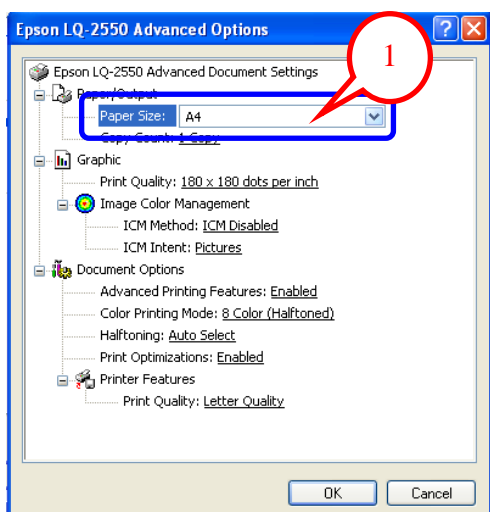 Epson LQ-2550 Advanced Options
1
Epson LQ-2550 Advanced Document Settings
Paper/Output
Paper Size: A4
Copy Count: 1 Copy
Graphic
Print Quality: 180 x 180 dots per inch
Image Color Management
ICM Method: ICM Disabled
ICM Intent: Pictures
Document Options
Advanced Printing Features: Enabled
Color Printing Mode: 8 Color (Halftoned)
Halftoning: Auto Select
Print Optimizations: Enabled
Printer Features
Print Quality: Letter Quality
OK Cancel